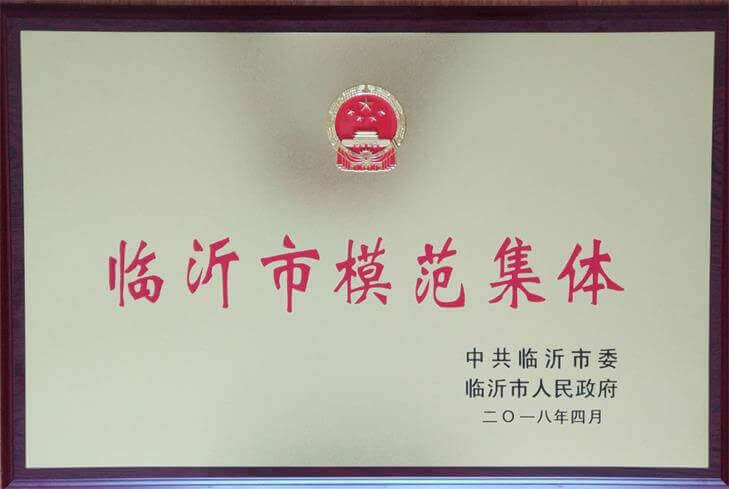 临沂市模范集体
中共临沂市委
临沂市人民政府
二〇一八年四月